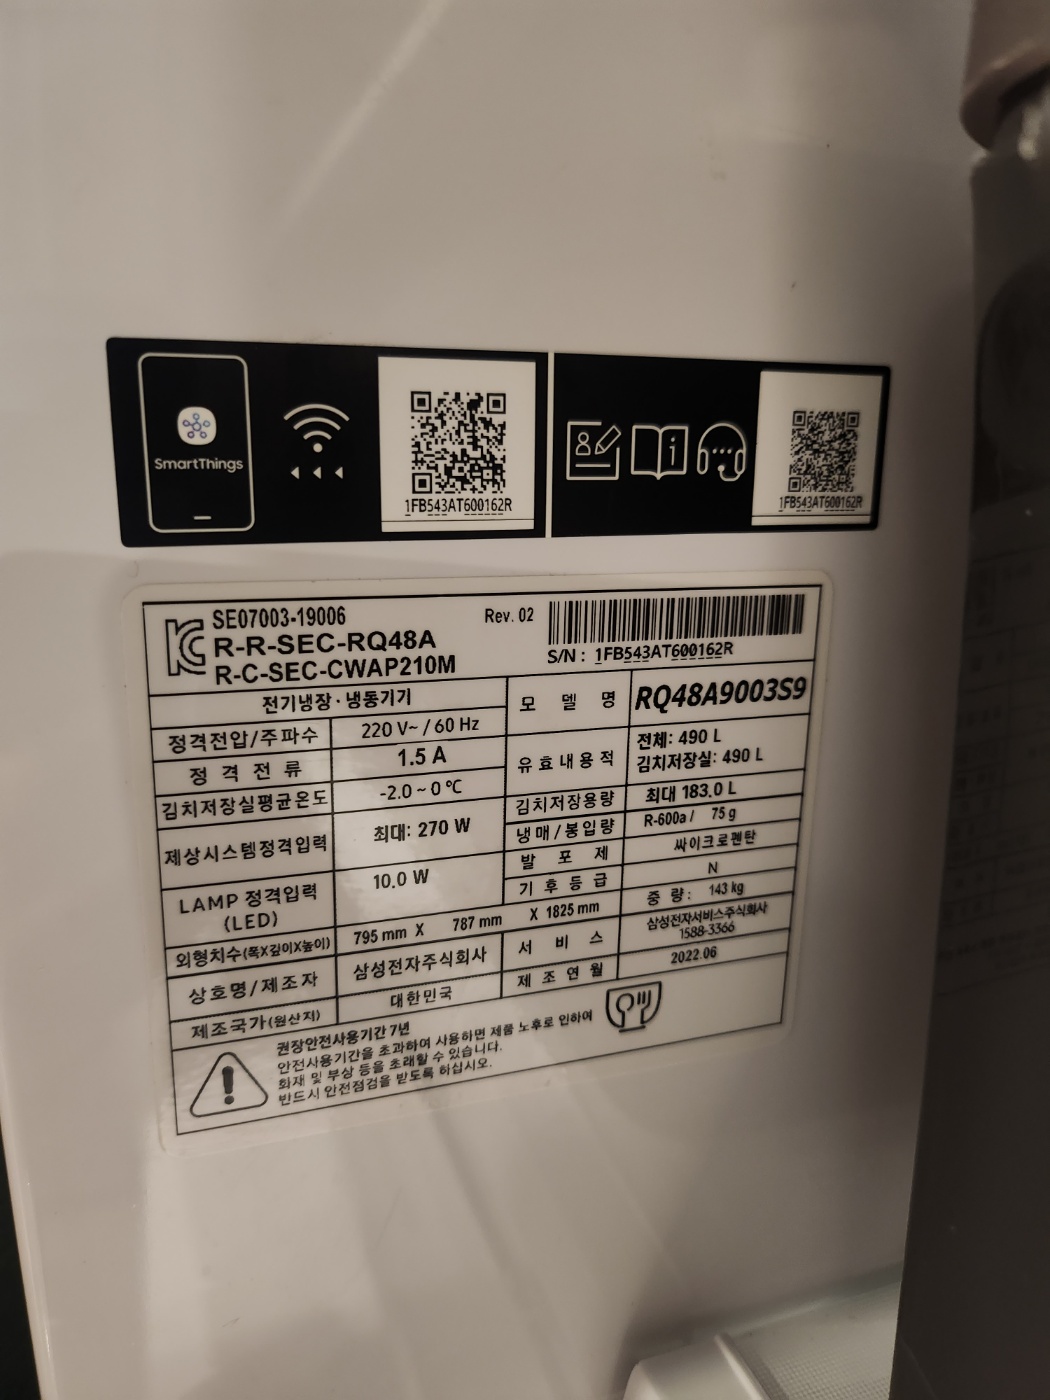 SmartThings
1FB543AT600162R
1FB543AT600162R
SE07003-19006
Rev. 02
R-R-SEC-RQ48A
R-C-SEC-CWAP210M
S/N : 1FB543AT600162R
전기냉장 · 냉동기기
모 델 명 RQ48A9003S9
정격전압/주파수 220 V~ / 60 Hz
정 격 전 류 1.5 A
유효내용적 전체: 490 L
김치저장실: 490 L
김치저장실평균온도 -2.0 ~ 0 ℃
김치저장용량 최대 183.0 L
제상시스템정격입력 최대: 270 W
냉매/봉입량 R-600a / 75 g
발 포 제 싸이크로펜탄
LAMP 정격입력 10.0 W
(LED)
기 후 등 급 N
외형치수(폭X깊이X높이) 795 mm X 787 mm X 1825 mm
중 량 : 143 kg
상호명/제조자 삼성전자주식회사
서 비 스 삼성전자서비스주식회사
1588-3366
제조국가(원산지) 대한민국
제 조 연 월 2022.06
권장안전사용기간 7년
안전사용기간을 초과하여 사용하면 제품 노후로 인하여
화재 및 부상 등을 초래할 수 있습니다.
반드시 안전점검을 받도록 하십시오.